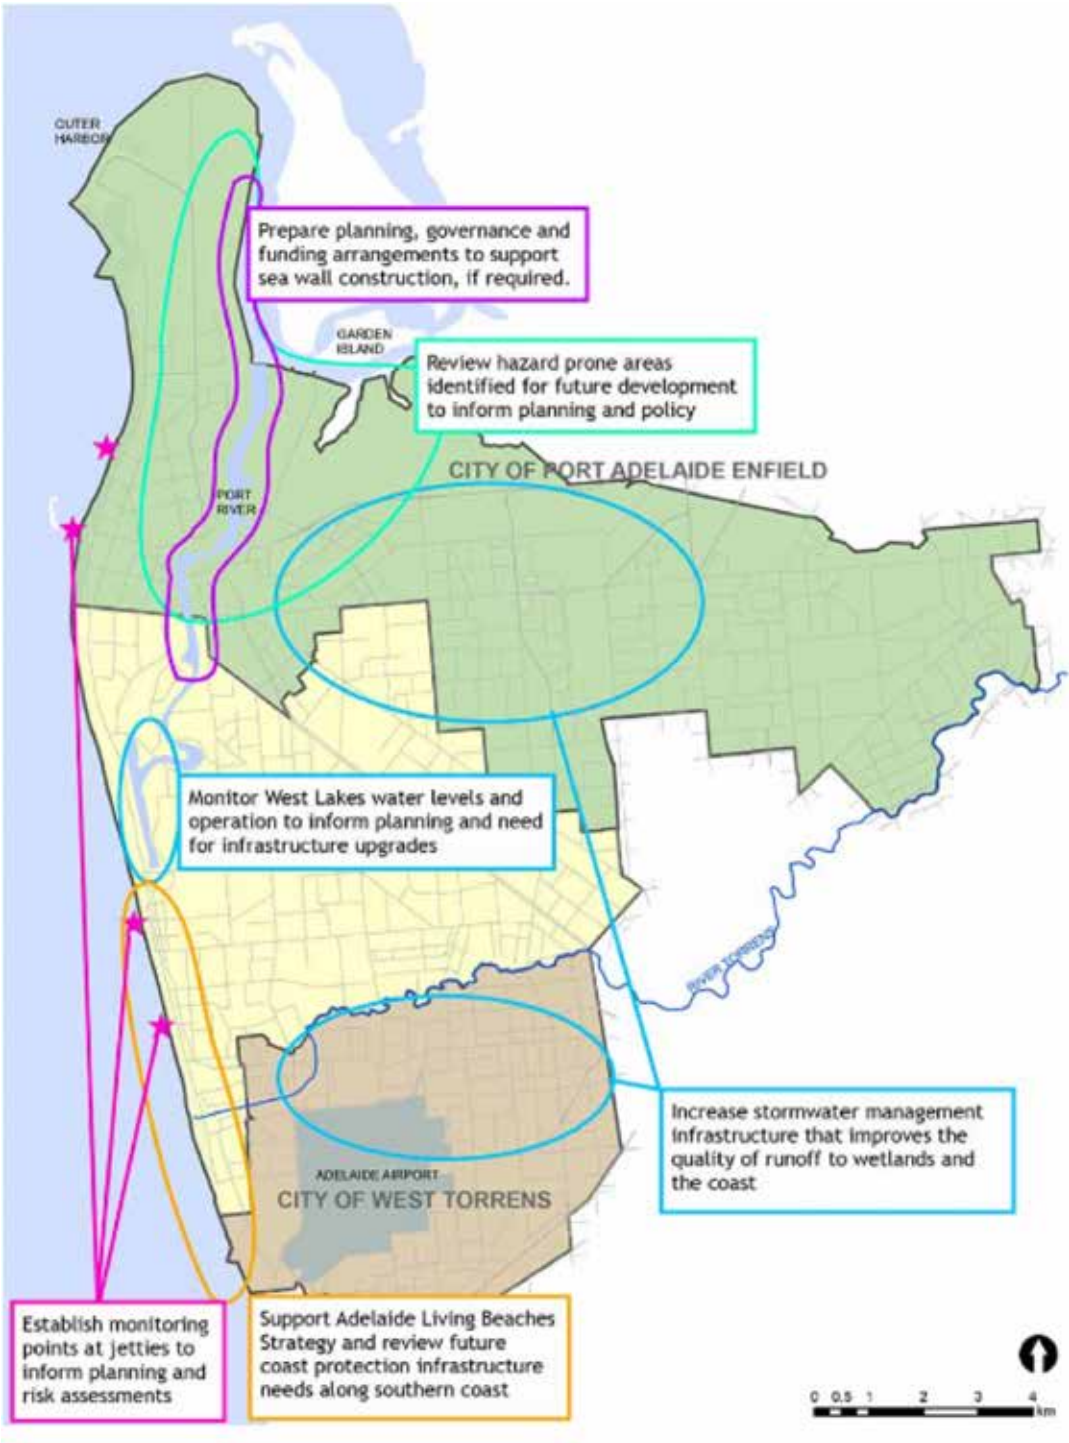 OUTER
HARBOR
Prepare planning, governance and
funding arrangements to support
sea wall construction, if required.
GARDEN
ISLAND
Review hazard prone areas
identified for future development
to inform planning and policy
CITY OF PORT ADELAIDE ENFIELD
PORT
RIVER
Monitor West Lakes water levels and
operation to inform planning and need
for infrastructure upgrades
RIVER TORRENS
Increase stormwater management
infrastructure that improves the
quality of runoff to wetlands and
the coast
ADELAIDE AIRPORT
CITY OF WEST TORRENS
Establish monitoring
points at jetties to
inform planning and
risk assessments
Support Adelaide Living Beaches
Strategy and review future
coast protection infrastructure
needs along southern coast
0 0.5 1 2 3 4
km